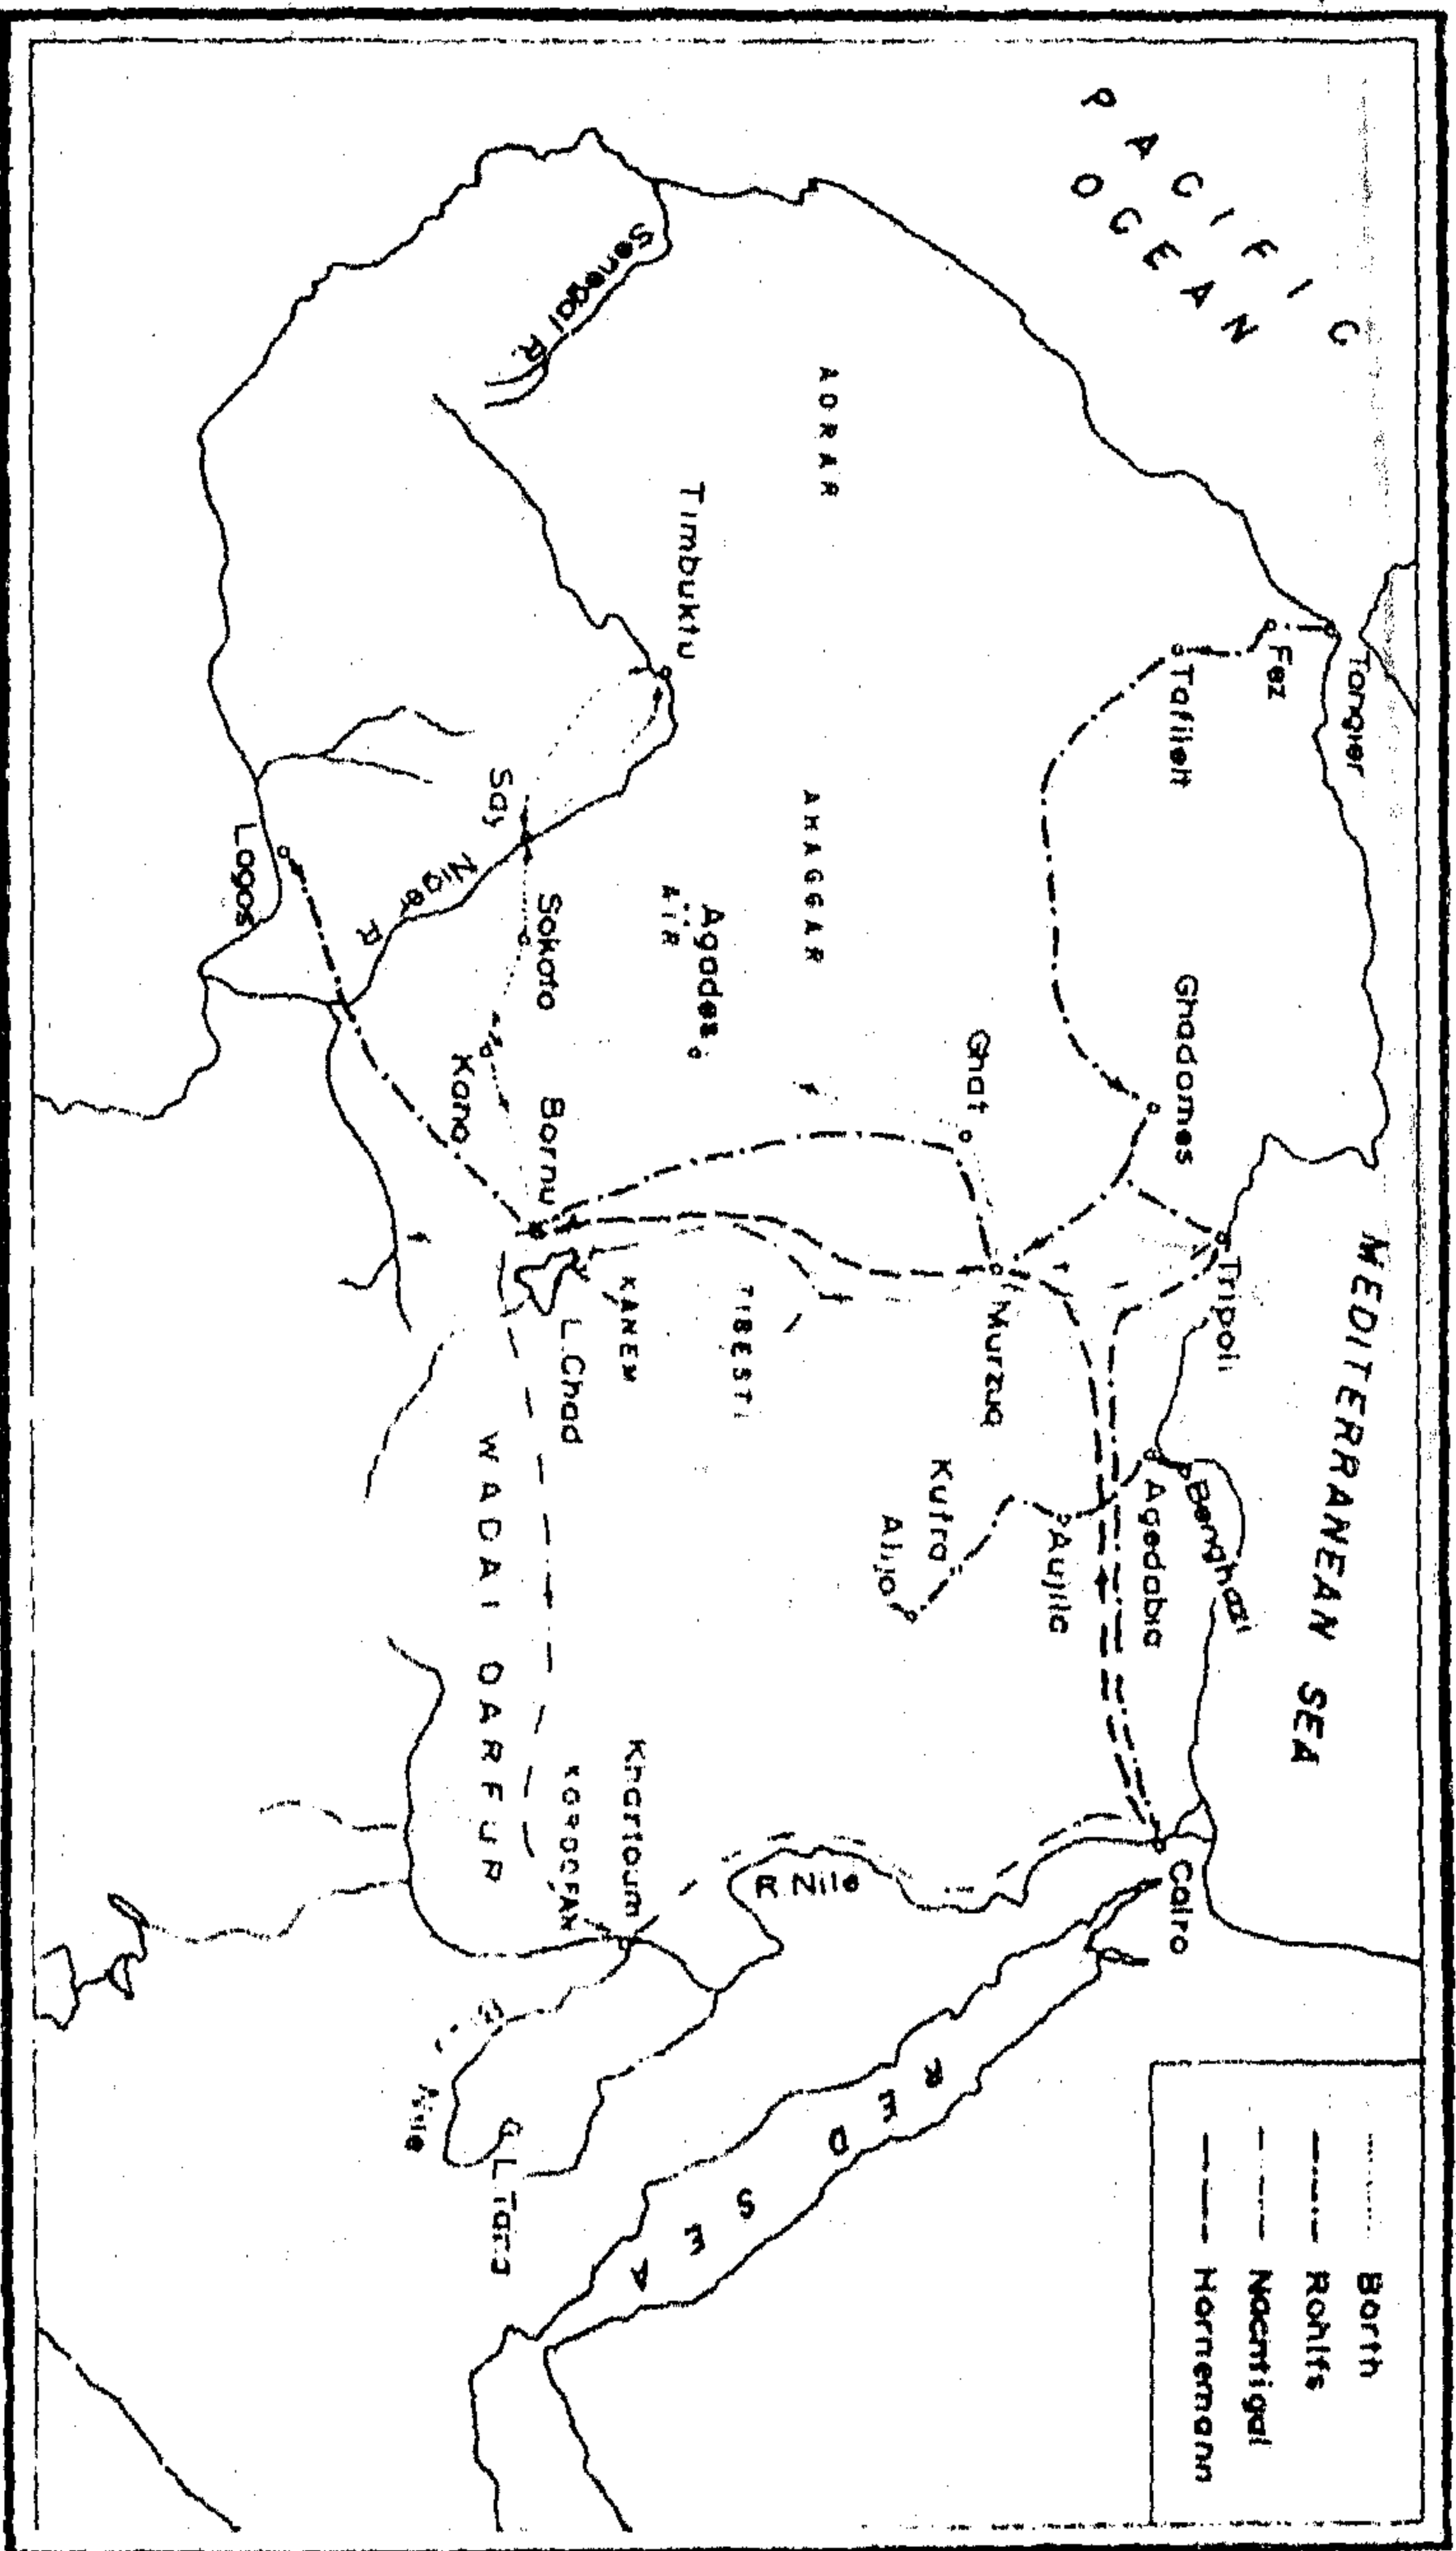 PACIFIC
OCEAN
MEDITERRANEAN SEA
Tangier
Fez
Tafilelt
Ghadames
Tripoli
Benghazi
Agedabia
Cairo
Murzuq
Ghat
Kufra
ADRAR
AHAGGAR
AIR
Agades
TIBESTI
KANEM
Timbuktu
Senegal R.
Say
Niger R
Sokoto
Kano
Bornu
L.Chad
Lagos
WADAI DARFUR
KORDOFAN
Khartoum
R.Nile
Nile
L.Tana
RED
SEA
Barth
Rohlfs
Nachtigal
Hornemann